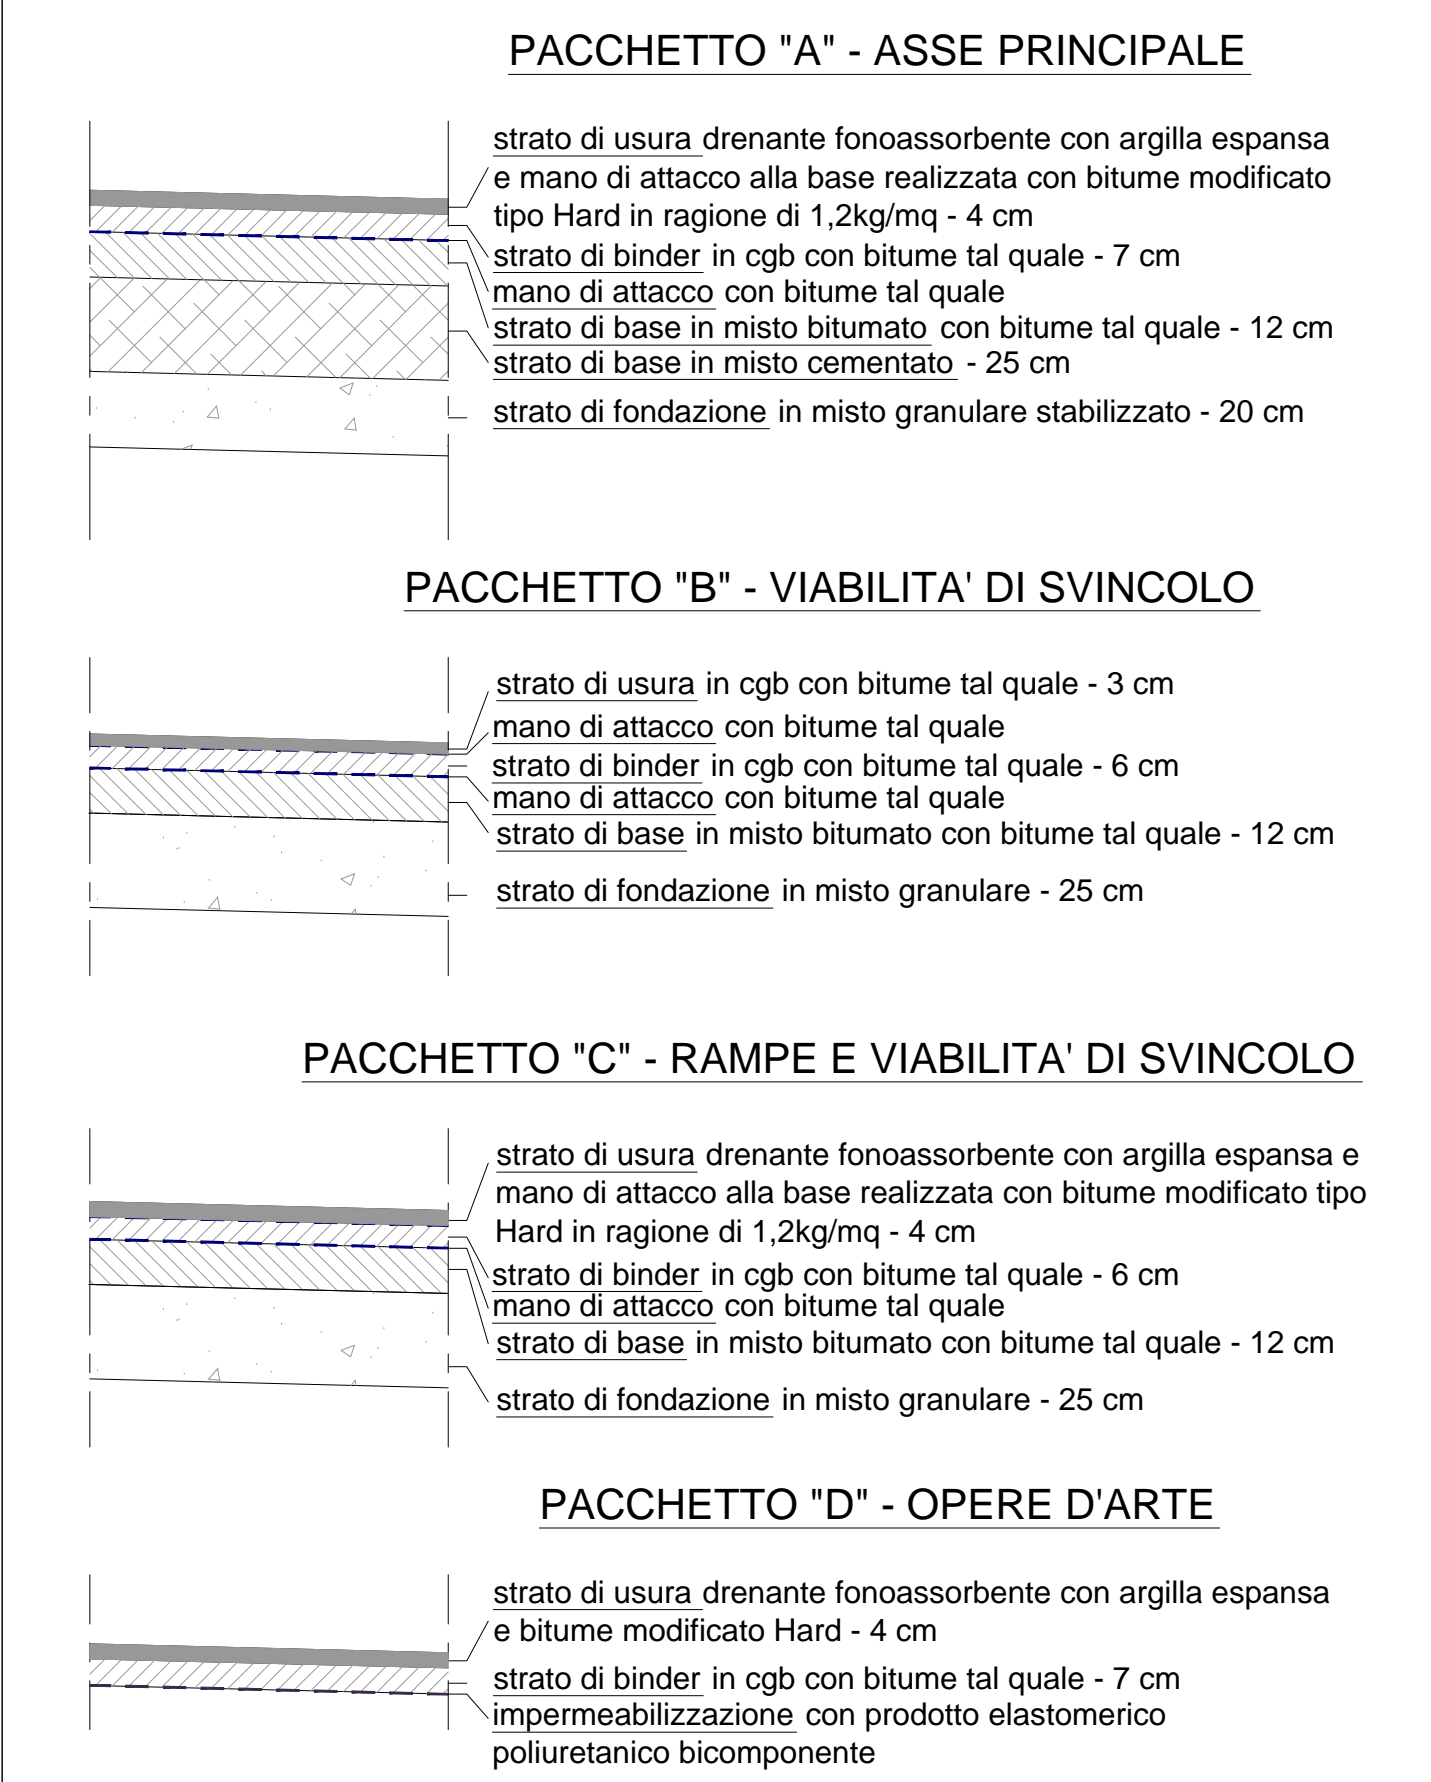 PACCHETTO "A" - ASSE PRINCIPALE
strato di usura drenante fonoassorbente con argilla espansa
e mano di attacco alla base realizzata con bitume modificato
tipo Hard in ragione di 1,2kg/mq - 4 cm
strato di binder in cgb con bitume tal quale - 7 cm
mano di attacco con bitume tal quale
strato di base in misto bitumato con bitume tal quale - 12 cm
strato di base in misto cementato - 25 cm
strato di fondazione in misto granulare stabilizzato - 20 cm
PACCHETTO "B" - VIABILITA' DI SVINCOLO
strato di usura in cgb con bitume tal quale - 3 cm
mano di attacco con bitume tal quale
strato di binder in cgb con bitume tal quale - 6 cm
mano di attacco con bitume tal quale
strato di base in misto bitumato con bitume tal quale - 12 cm
strato di fondazione in misto granulare - 25 cm
PACCHETTO "C" - RAMPE E VIABILITA' DI SVINCOLO
strato di usura drenante fonoassorbente con argilla espansa e
mano di attacco alla base realizzata con bitume modificato tipo
Hard in ragione di 1,2kg/mq - 4 cm
strato di binder in cgb con bitume tal quale - 6 cm
mano di attacco con bitume tal quale
strato di base in misto bitumato con bitume tal quale - 12 cm
strato di fondazione in misto granulare - 25 cm
PACCHETTO "D" - OPERE D'ARTE
strato di usura drenante fonoassorbente con argilla espansa
e bitume modificato Hard - 4 cm
strato di binder in cgb con bitume tal quale - 7 cm
impermeabilizzazione con prodotto elastomerico
poliuretanico bicomponente